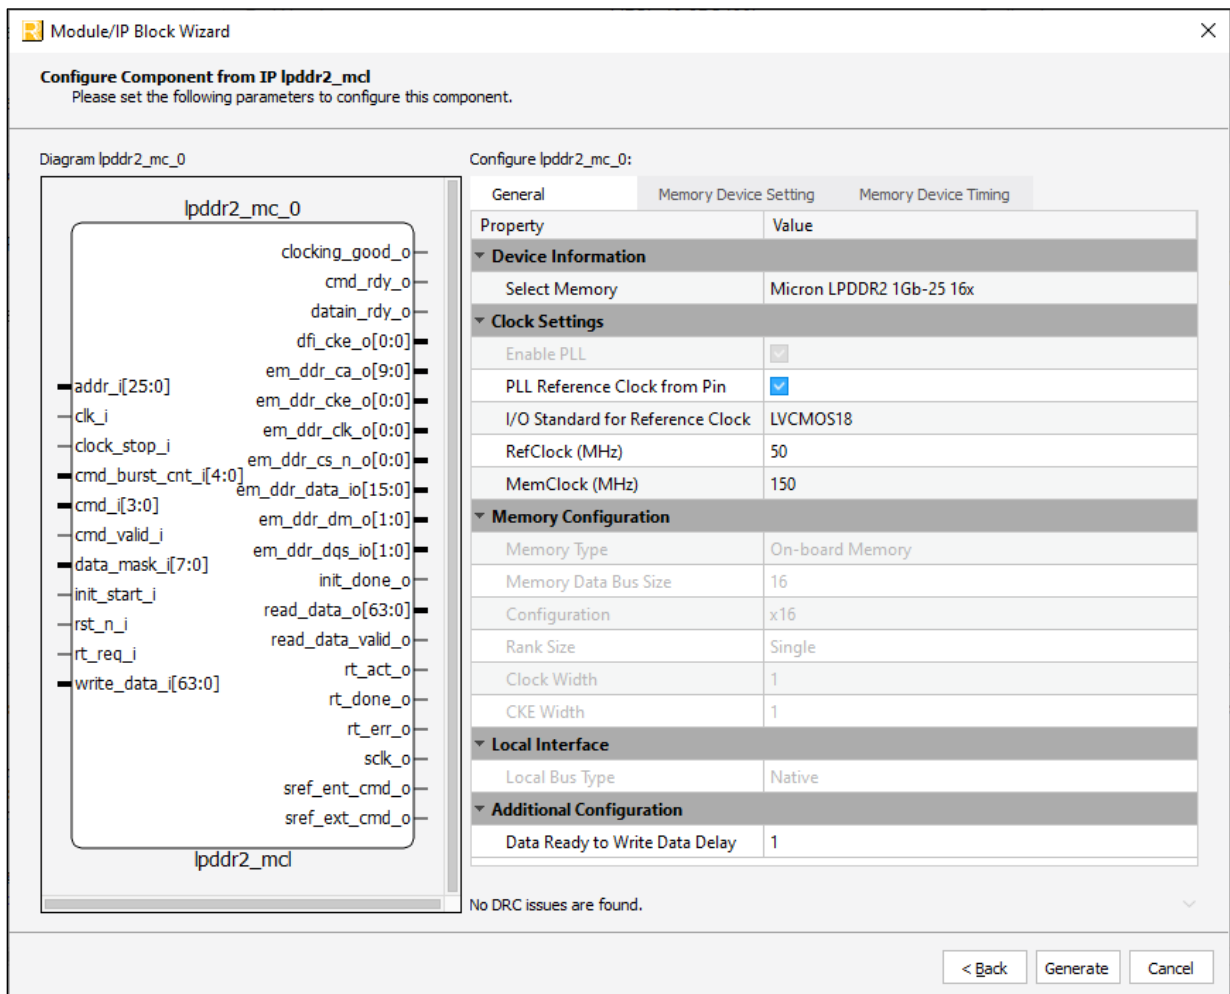 Module/IP Block Wizard
Configure Component from IP lpddr2_mcl
Please set the following parameters to configure this component.
Diagram lpddr2_mc_0
lpddr2_mc_0
clocking_good_o
cmd_rdy_o
datain_rdy_o
dfi_cke_o[0:0]
em_ddr_ca_o[9:0]
addr_i[25:0]
em_ddr_cke_o[0:0]
clk_i
em_ddr_clk_o[0:0]
clock_stop_i
em_ddr_cs_n_o[0:0]
cmd_burst_cnt_i[4:0]
em_ddr_data_io[15:0]
cmd_i[3:0]
em_ddr_dm_o[1:0]
cmd_valid_i
em_ddr_dqs_io[1:0]
data_mask_i[7:0]
init_done_o
init_start_i
read_data_o[63:0]
rst_n_i
read_data_valid_o
rt_req_i
rt_act_o
write_data_i[63:0]
rt_done_o
rt_err_o
sclk_o
sref_ent_cmd_o
sref_ext_cmd_o
lpddr2_mcl
Configure lpddr2_mc_0:
General Memory Device Setting Memory Device Timing
Property Value
Device Information
Select Memory Micron LPDDR2 1Gb-25 16x
Clock Settings
Enable PLL
PLL Reference Clock from Pin
I/O Standard for Reference Clock LVCMOS18
RefClock (MHz) 50
MemClock (MHz) 150
Memory Configuration
Memory Type On-board Memory
Memory Data Bus Size 16
Configuration x16
Rank Size Single
Clock Width 1
CKE Width 1
Local Interface
Local Bus Type Native
Additional Configuration
Data Ready to Write Data Delay 1
No DRC issues are found.
< Back Generate Cancel